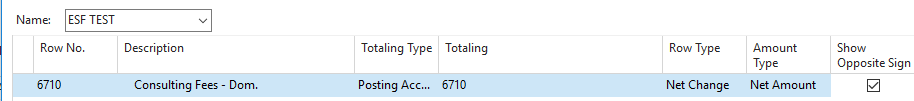 Name: ESF TEST
Row No. Description Totaling Type Totaling Row Type Amount Type Show Opposite Sign
6710 Consulting Fees - Dom. Posting Acc... 6710 Net Change Net Amount